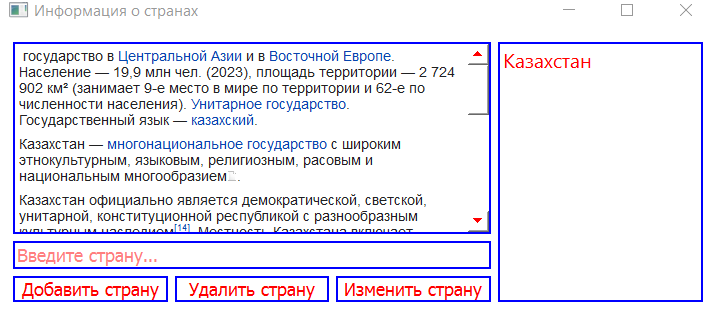 Информация о странах
государство в Центральной Азии и в Восточной Европе.
Население — 19,9 млн чел. (2023), площадь территории — 2 724
902 км² (занимает 9-е место в мире по территории и 62-е по
численности населения). Унитарное государство.
Государственный язык — казахский.
Казахстан — многонациональное государство с широким
этнокультурным, языковым, религиозным, расовым и
национальным многообразием.
Казахстан официально является демократической, светской,
унитарной, конституционной республикой с разнообразным
культурным наследием[14]. Местность Казахстана включает
Введите страну...
Добавить страну
Удалить страну
Изменить страну
Казахстан